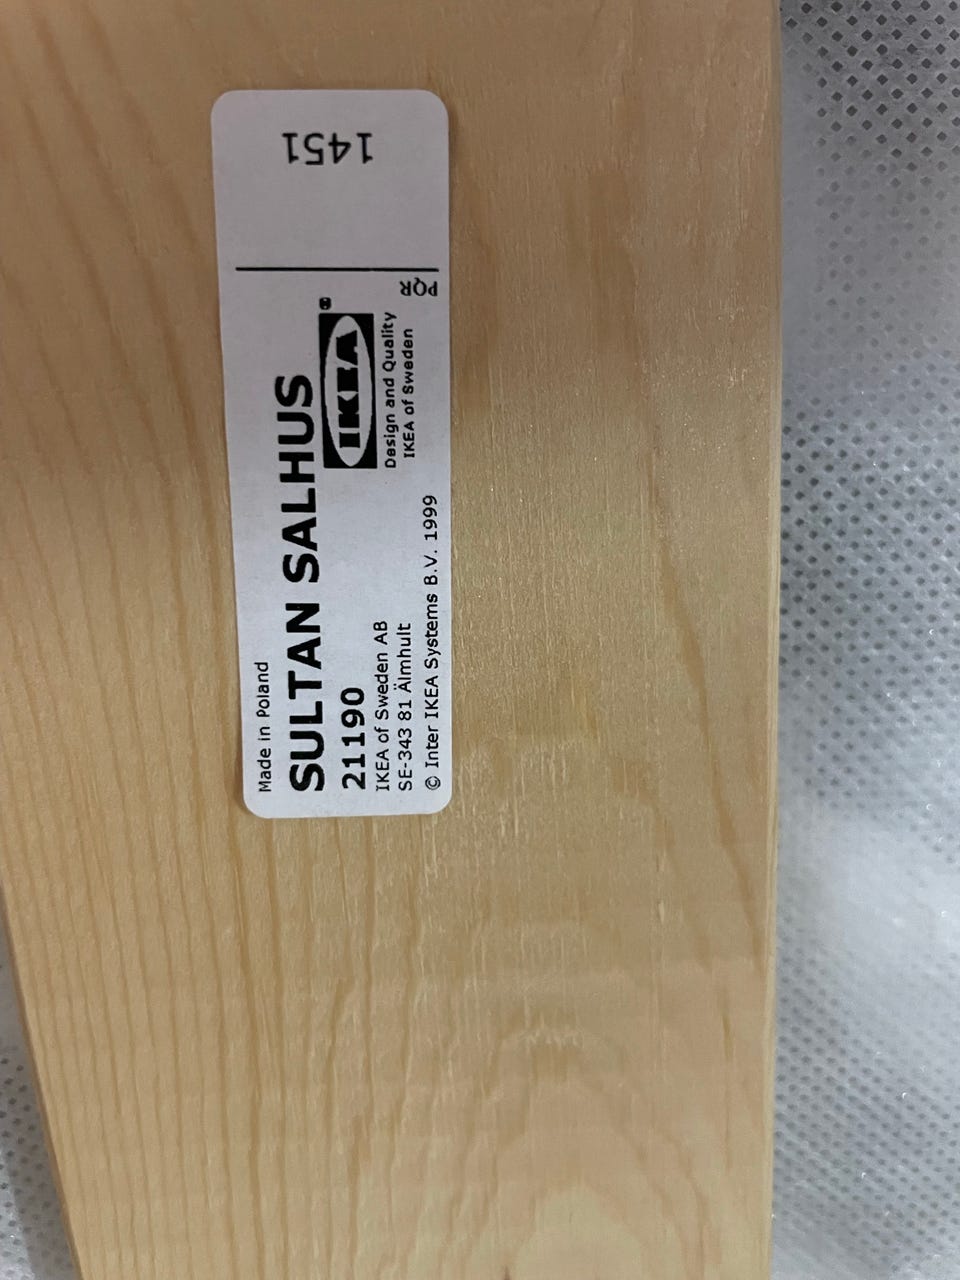 Made in Poland
SULTAN SALHUS
21190
IKEA®
IKEA of Sweden AB
SE-343 81 Älmhult
© Inter IKEA Systems B.V. 1999
Design and Quality
IKEA of Sweden
PQR
1451